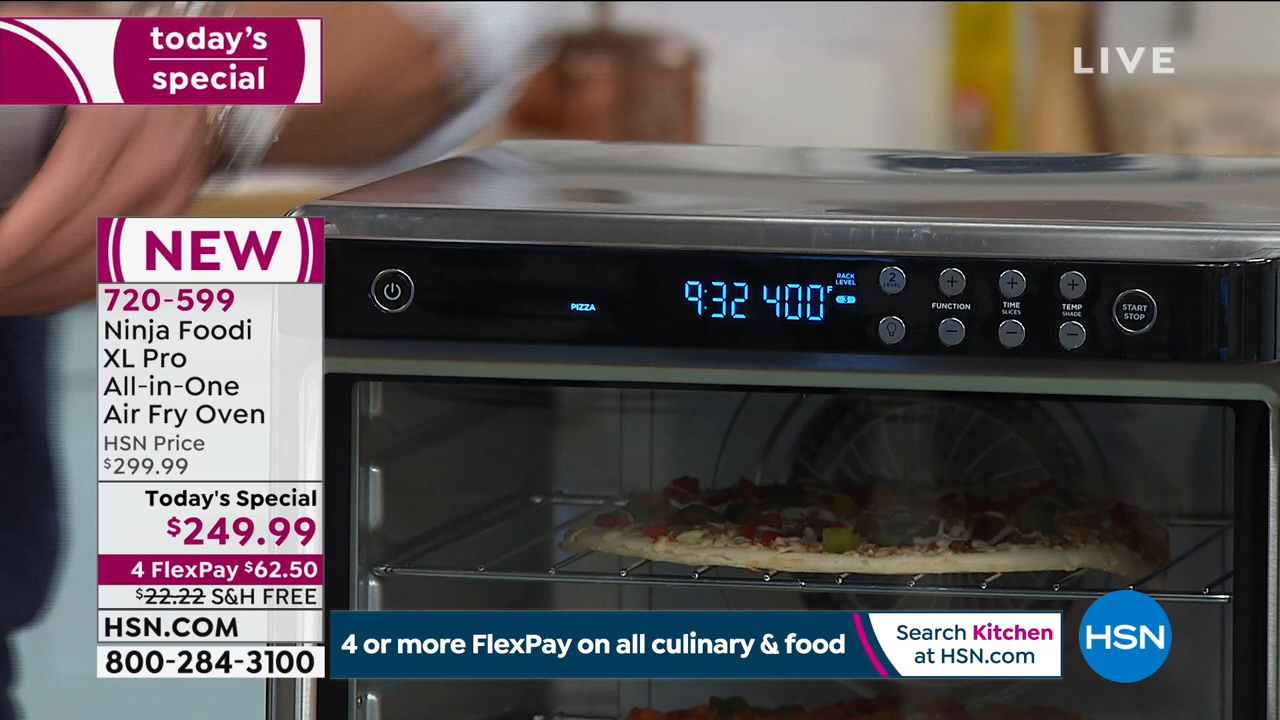 today's
special
LIVE
NEW
720-599
Ninja Foodi
XL Pro
All-in-One
Air Fry Oven
HSN Price
$299.99
Today's Special
$249.99
4 FlexPay $62.50
$22.22 S&H FREE
HSN.COM
800-284-3100
PIZZA
9:32 400F
RACK
LEVEL
3
2
LEVEL
FUNCTION
TIME
SLICES
TEMP
SHADE
START
STOP
4 or more FlexPay on all culinary & food
Search Kitchen
at HSN.com
HSN